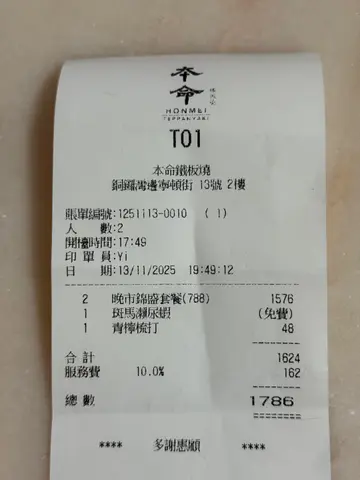 本命
HONMEI
TEPPANYAKI
T01
本命鐵板燒
銅鑼灣邊寧頓街 13號 2樓
賬單編號:1251113-0010 ( 1)
人 數:2
開檯時間:17:49
印 單 員:Yi
日 期:13/11/2025 19:49:12
2 晚市錦盛套餐(788) 1576
1 斑馬瀨尿蝦 (免費)
1 青檸梳打 48
合計 1624
服務費 10.0% 162
總 數 1786
**** 多謝惠顧 ****